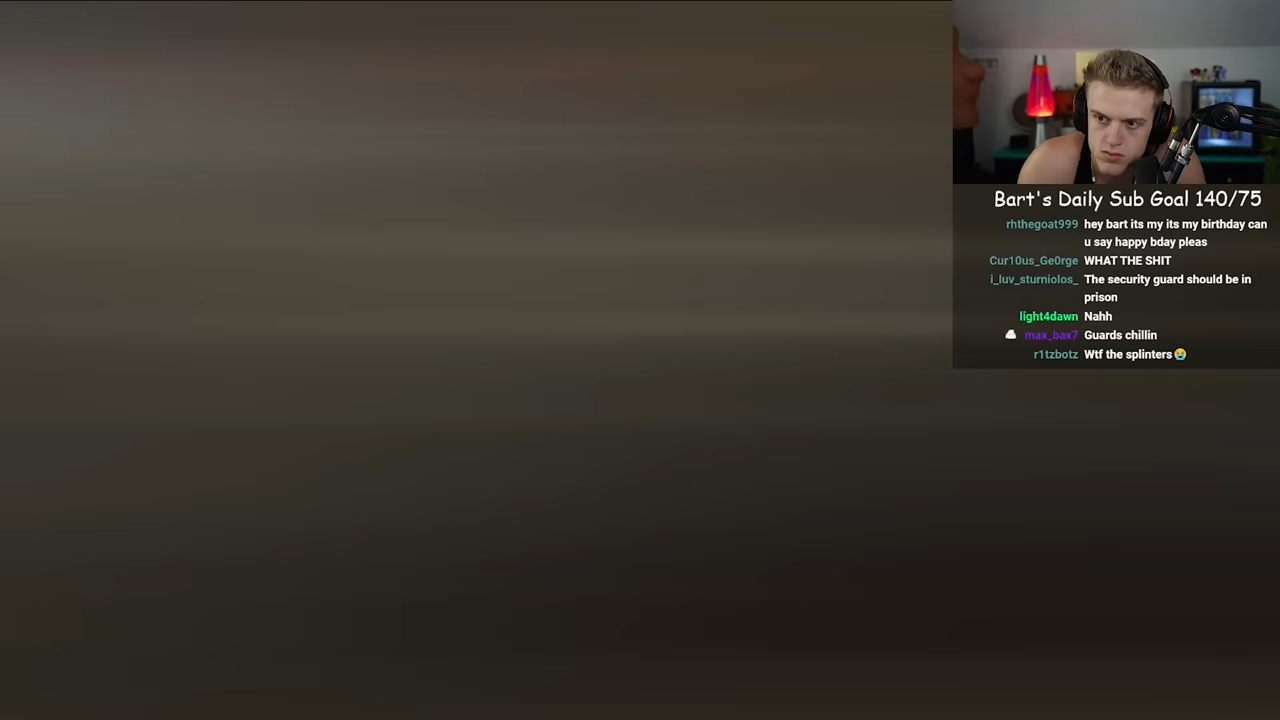 Bart's Daily Sub Goal 140/75
rhthegoat999 hey bart its my its my birthday can
u say happy bday pleas
Cur10us_Ge0rge WHAT THE SHIT
i_luv_sturniolos_ The security guard should be in
prison
light4dawn Nahh
max_bax7 Guards chillin
r1tzbotz Wtf the splinters😭